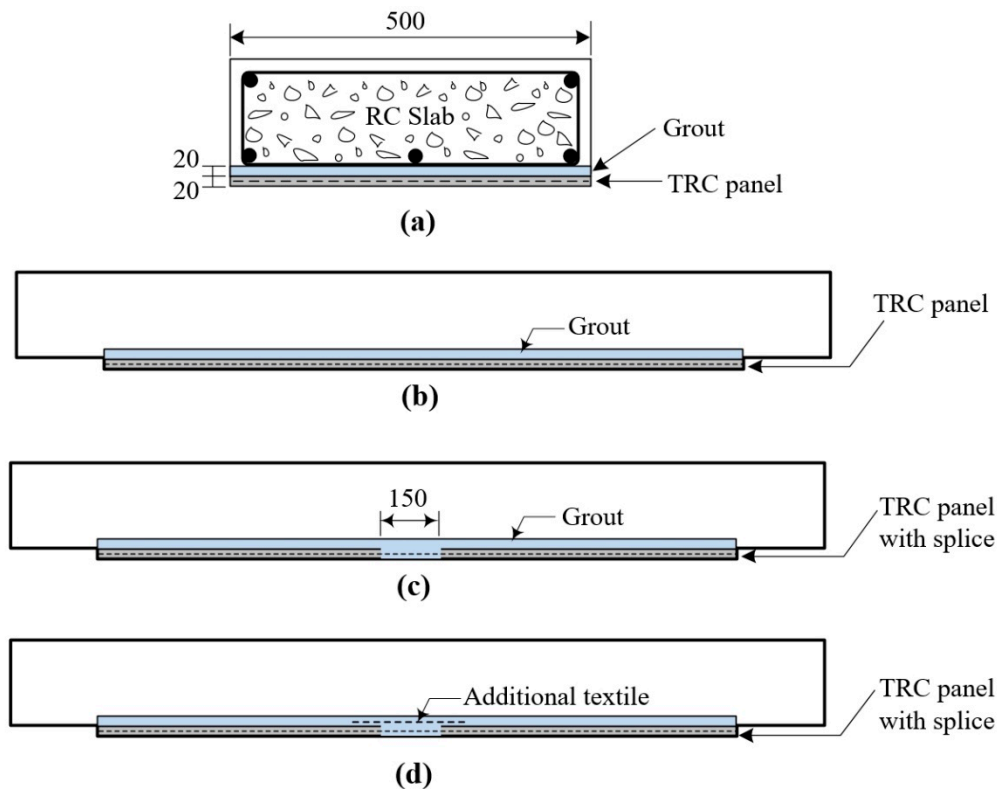 500
RC Slab
Grout
20
TRC panel
20
(a)
TRC panel
Grout
(b)
150
Grout
TRC panel
with splice
(c)
Additional textile
TRC panel
with splice
(d)